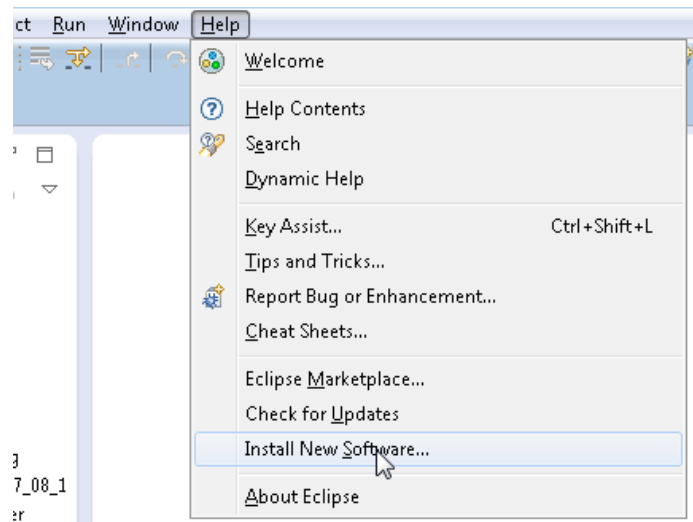 ct Run Window Help
Welcome
Help Contents
Search
Dynamic Help
Key Assist... Ctrl+Shift+L
Tips and Tricks...
Report Bug or Enhancement...
Cheat Sheets...
Eclipse Marketplace...
Check for Updates
Install New Software...
g
7_08_1
er
About Eclipse